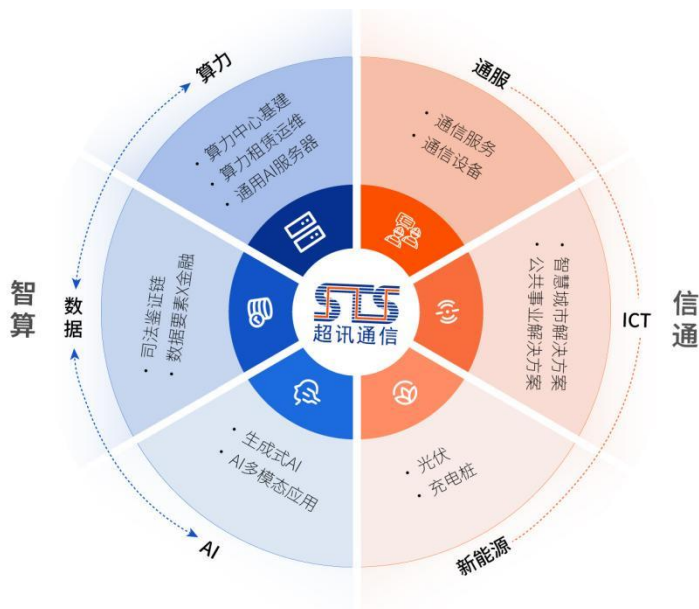 算力
算力中心基建
算力租赁运维
通用AI服务器
通服
通信服务
通信设备
智算
数据
司法鉴证链
数据要素X金融
STS
超讯通信
智慧城市解决方案
公共事业解决方案
ICT
信通
生成式AI
AI多模态应用
AI
光伏
充电桩
新能源